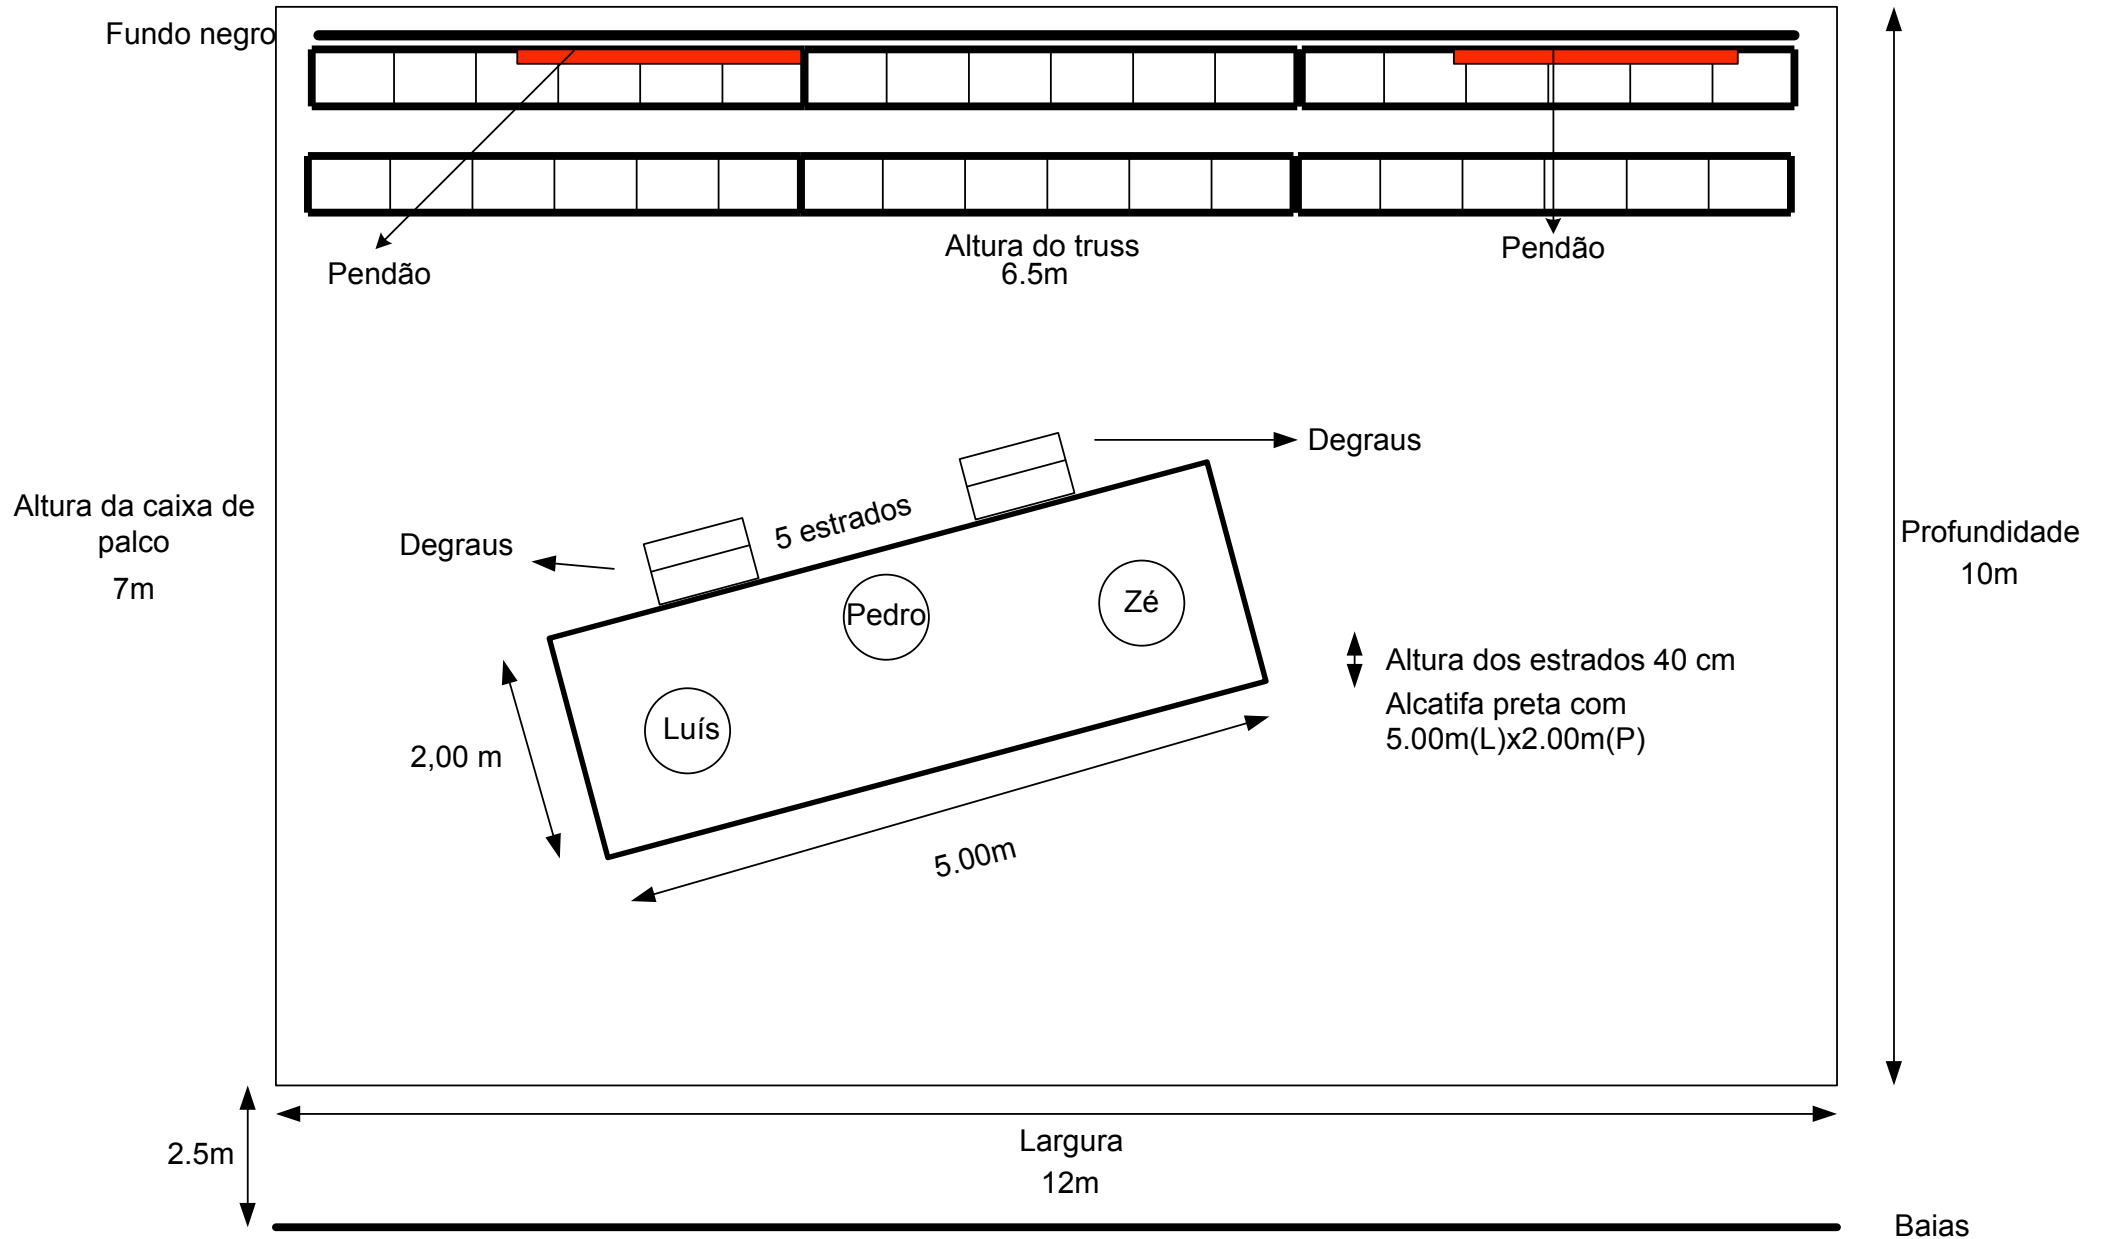 Fundo negro
Altura do truss
6.5m
Pendão
Pendão
Degraus
5 estrados
Degraus
Altura da caixa de
palco
7m
Profundidade
10m
Pedro
Zé
Luís
2,00 m
Altura dos estrados 40 cm
Alcatifa preta com
5.00m(L)x2.00m(P)
5.00m
2.5m
Largura
12m
Baias